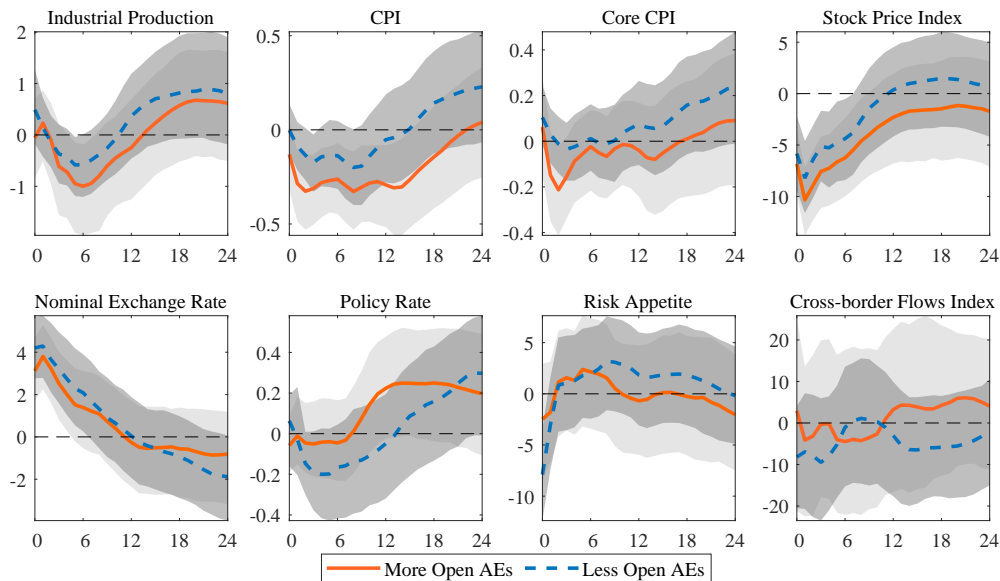 Industrial Production CPI Core CPI Stock Price Index
2 0.5 0.4 0
1 0.2 -5
0 0 0 -10
-1 -0.5 -0.2
-0.4
0 6 12 18 24 0 6 12 18 24 0 6 12 18 24 0 6 12 18 24
Nominal Exchange Rate Policy Rate Risk Appetite Cross-border Flows Index
4 0.4 5 20
2 0.2 10
0 0 0 0
-2 -0.2 -5 -10
-0.4 -10 -20
0 6 12 18 24 0 6 12 18 24 0 6 12 18 24 0 6 12 18 24
More Open AEs Less Open AEs